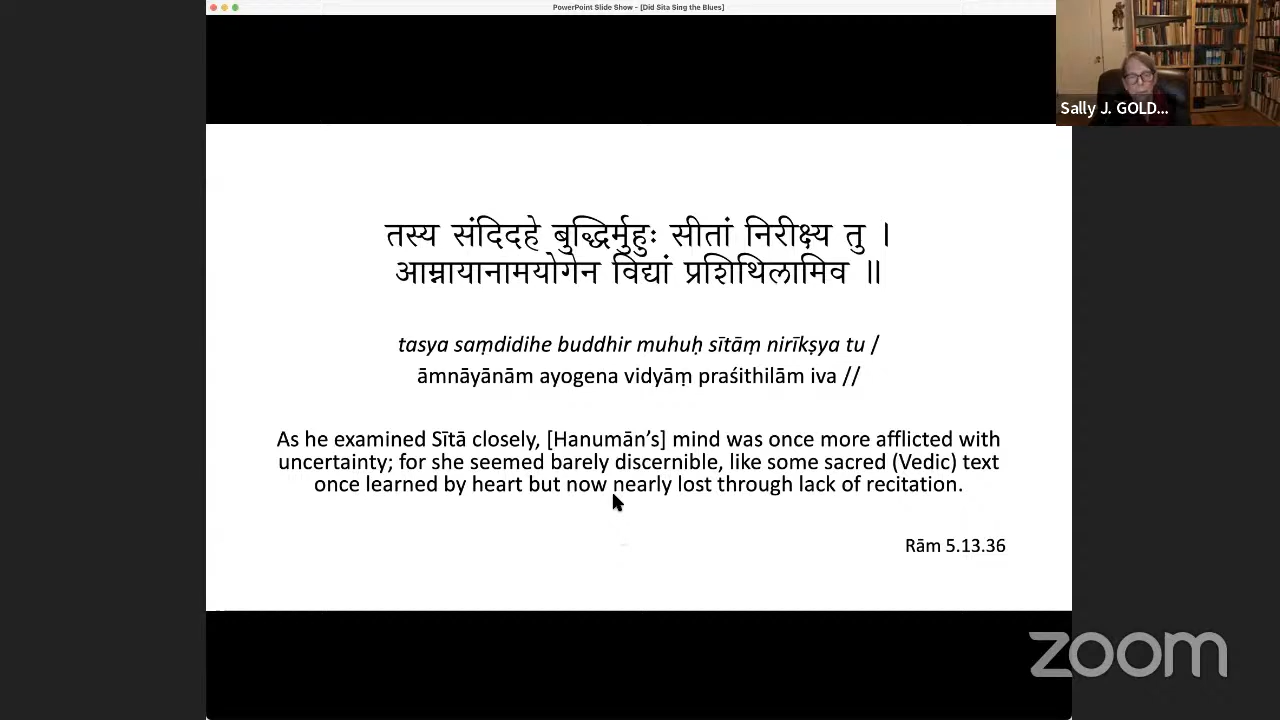 PowerPoint Slide Show - [Did Sita Sing the Blues]
Sally J. GOLD...
तस्य संदिदहे बुद्धिर्मुहुः सीतां निरीक्ष्य तु ।
आम्नायानामयोगेन विद्यां प्रशिथिलामिव ॥
tasya saṃdidihe buddhir muhuḥ sītāṃ nirīkṣya tu /
āmnāyānām ayogena vidyāṃ praśithilām iva //
As he examined Sītā closely, [Hanumān’s] mind was once more afflicted with
uncertainty; for she seemed barely discernible, like some sacred (Vedic) text
once learned by heart but now nearly lost through lack of recitation.
Rām 5.13.36
zoom